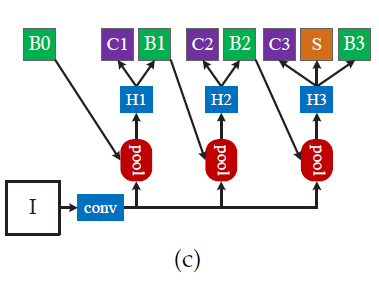 B0 C1 B1 C2 B2 C3 S B3
H1 H2 H3
pool pool pool
I conv
(c)